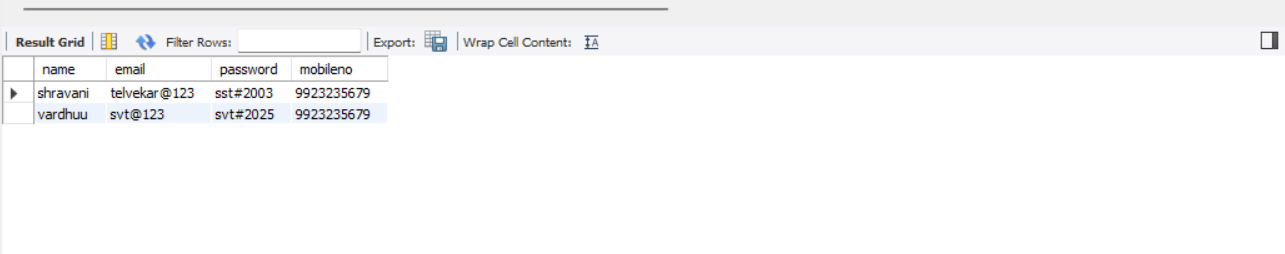 Result Grid Filter Rows: Export: Wrap Cell Content: IA
name email password mobileno
shravani telvekar@123 sst#2003 9923235679
vardhuu svt@123 svt#2025 9923235679